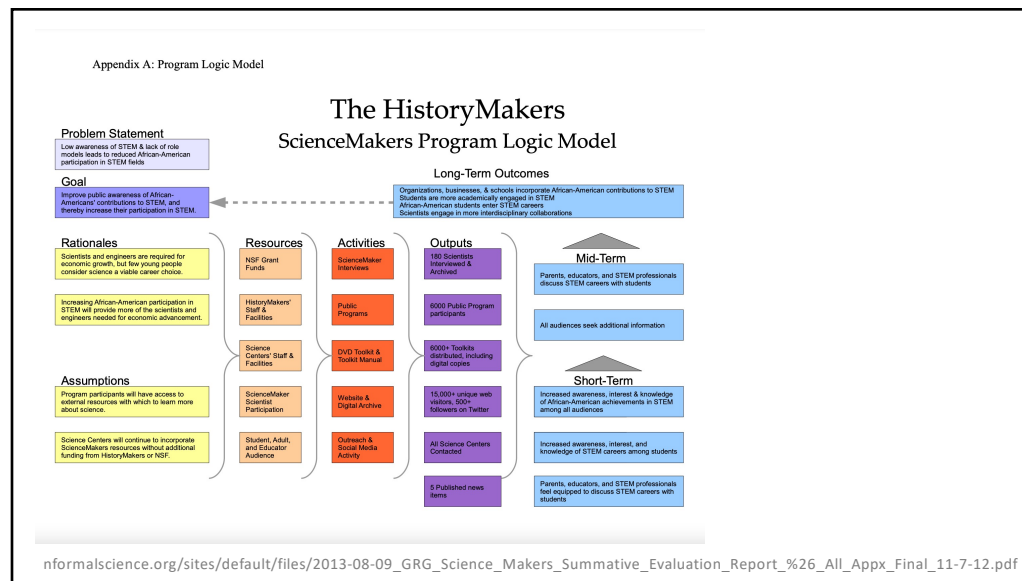 Appendix A: Program Logic Model
The HistoryMakers
ScienceMakers Program Logic Model
Problem Statement
Low awareness of STEM & lack of role
models leads to reduced African-American
participation in STEM fields
Goal
Improve public awareness of African-
Americans' contributions to STEM, and
thereby increase their participation in STEM.
Long-Term Outcomes
Organizations, businesses, & schools incorporate African-American contributions to STEM
Students are more academically engaged in STEM
African-American students enter STEM careers
Scientists engage in more interdisciplinary collaborations
Rationales
Scientists and engineers are required for
economic growth, but few young people
consider science a viable career choice.
Increasing African-American participation in
STEM will provide more of the scientists and
engineers needed for economic advancement.
Assumptions
Program participants will have access to
external resources with which to learn more
about science.
Science Centers will continue to incorporate
ScienceMakers resources without additional
funding from HistoryMakers or NSF.
Resources
NSF Grant
Funds
HistoryMakers'
Staff &
Facilities
Science
Centers' Staff &
Facilities
ScienceMaker
Scientist
Participation
Student, Adult,
and Educator
Audience
Activities
ScienceMaker
Interviews
Public
Programs
DVD Toolkit &
Toolkit Manual
Website &
Digital Archive
Outreach &
Social Media
Activity
Outputs
180 Scientists
Interviewed &
Archived
6000 Public Program
participants
6000+ Toolkits
distributed, including
digital copies
15,000+ unique web
visitors, 500+
followers on Twitter
All Science Centers
Contacted
5 Published news
items
Mid-Term
Parents, educators, and STEM professionals
discuss STEM careers with students
All audiences seek additional information
Short-Term
Increased awareness, interest & knowledge
of African-American achievements in STEM
among all audiences
Increased awareness, interest, and
knowledge of STEM careers among students
Parents, educators, and STEM professionals
feel equipped to discuss STEM careers with
students
nformalscience.org/sites/default/files/2013-08-09_GRG_Science_Makers_Summative_Evaluation_Report_%26_All_Appx_Final_11-7-12.pdf